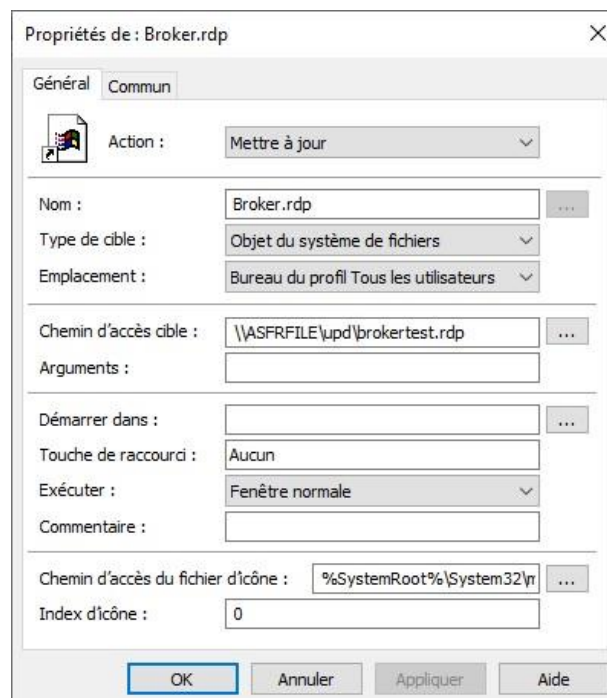 Propriétés de : Broker.rdp
Général Commun
Action : Mettre à jour
Nom : Broker.rdp ...
Type de cible : Objet du système de fichiers
Emplacement : Bureau du profil Tous les utilisateurs
Chemin d'accès cible : \\ASFRFILE\upd\brokertest.rdp ...
Arguments :
Démarrer dans : ...
Touche de raccourci : Aucun
Exécuter : Fenêtre normale
Commentaire :
Chemin d'accès du fichier d'icône : %SystemRoot%\System32\m ...
Index d'icône : 0
OK Annuler Appliquer Aide